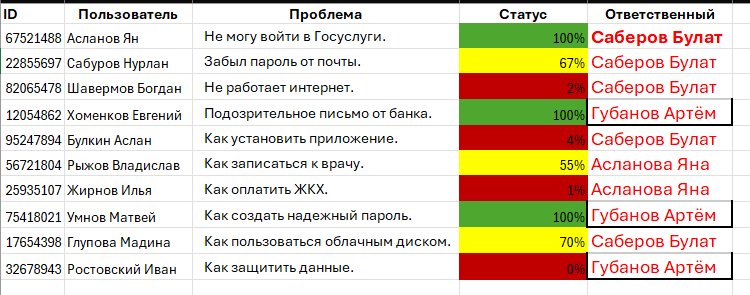 ID Пользователь Проблема Статус Ответственный
67521488 Асланов Ян Не могу войти в Госуслуги. 100% Саберов Булат
22855697 Сабуров Нурлан Забыл пароль от почты. 67% Саберов Булат
82065478 Шавермов Богдан Не работает интернет. 2% Саберов Булат
12054862 Хоменков Евгений Подозрительное письмо от банка. 100% Губанов Артём
95247894 Булкин Аслан Как установить приложение. 4% Саберов Булат
56721804 Рыжов Владислав Как записаться к врачу. 55% Асланова Яна
25935107 Жирнов Илья Как оплатить ЖКХ. 1% Асланова Яна
75418021 Умнов Матвей Как создать надежный пароль. 100% Губанов Артём
17654398 Глупова Мадина Как пользоваться облачным диском. 70% Саберов Булат
32678943 Ростовский Иван Как защитить данные. 0% Губанов Артём